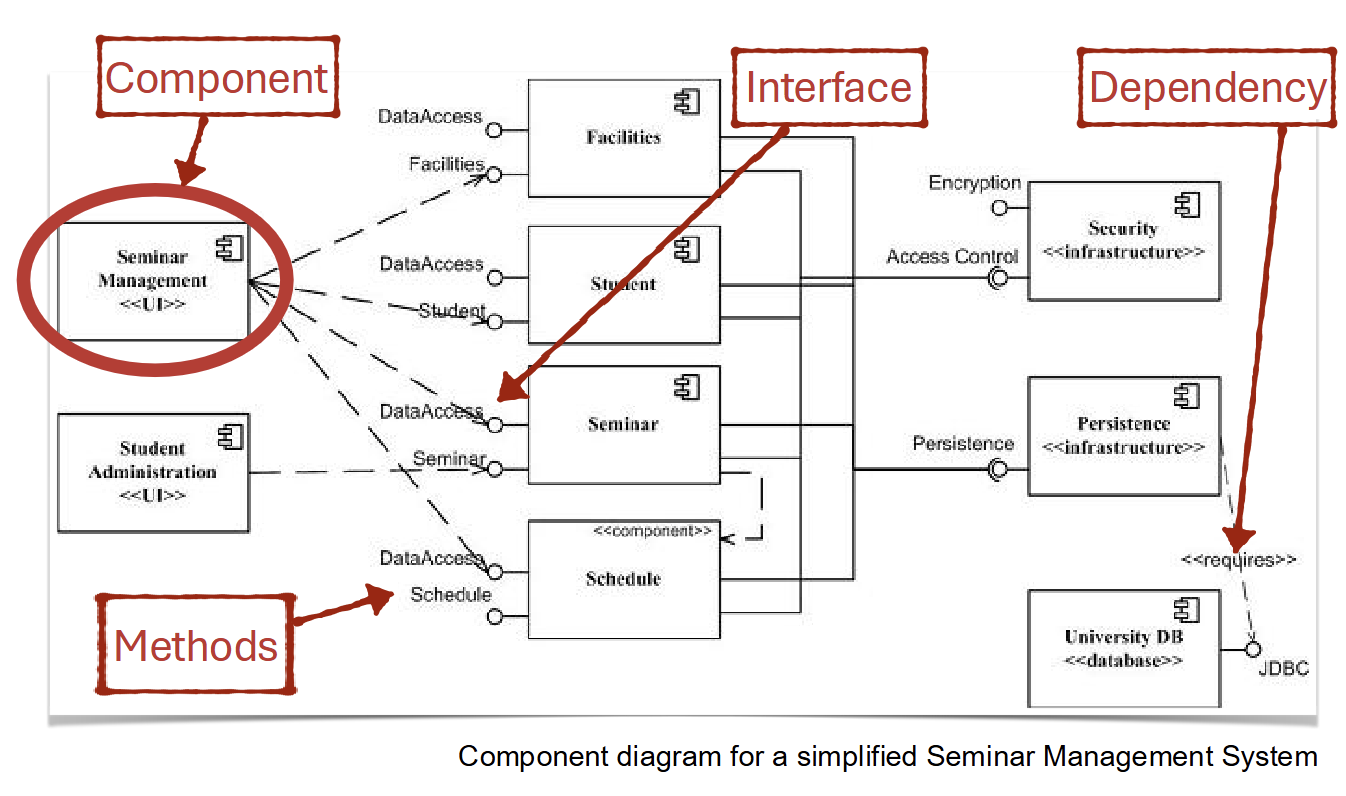 Component
Interface
Dependency
DataAccess
Facilities
Facilities
Encryption
Security
<<infrastructure>>
Access Control
Seminar
Management
<<UI>>
DataAccess
Student
Student
DataAccess
Seminar
Seminar
Student
Administration
<<UI>>
Persistence
Persistence
<<infrastructure>>
<<component>>
DataAccess
Schedule
Schedule
<<requires>>
Methods
University DB
<<database>>
JDBC
Component diagram for a simplified Seminar Management System